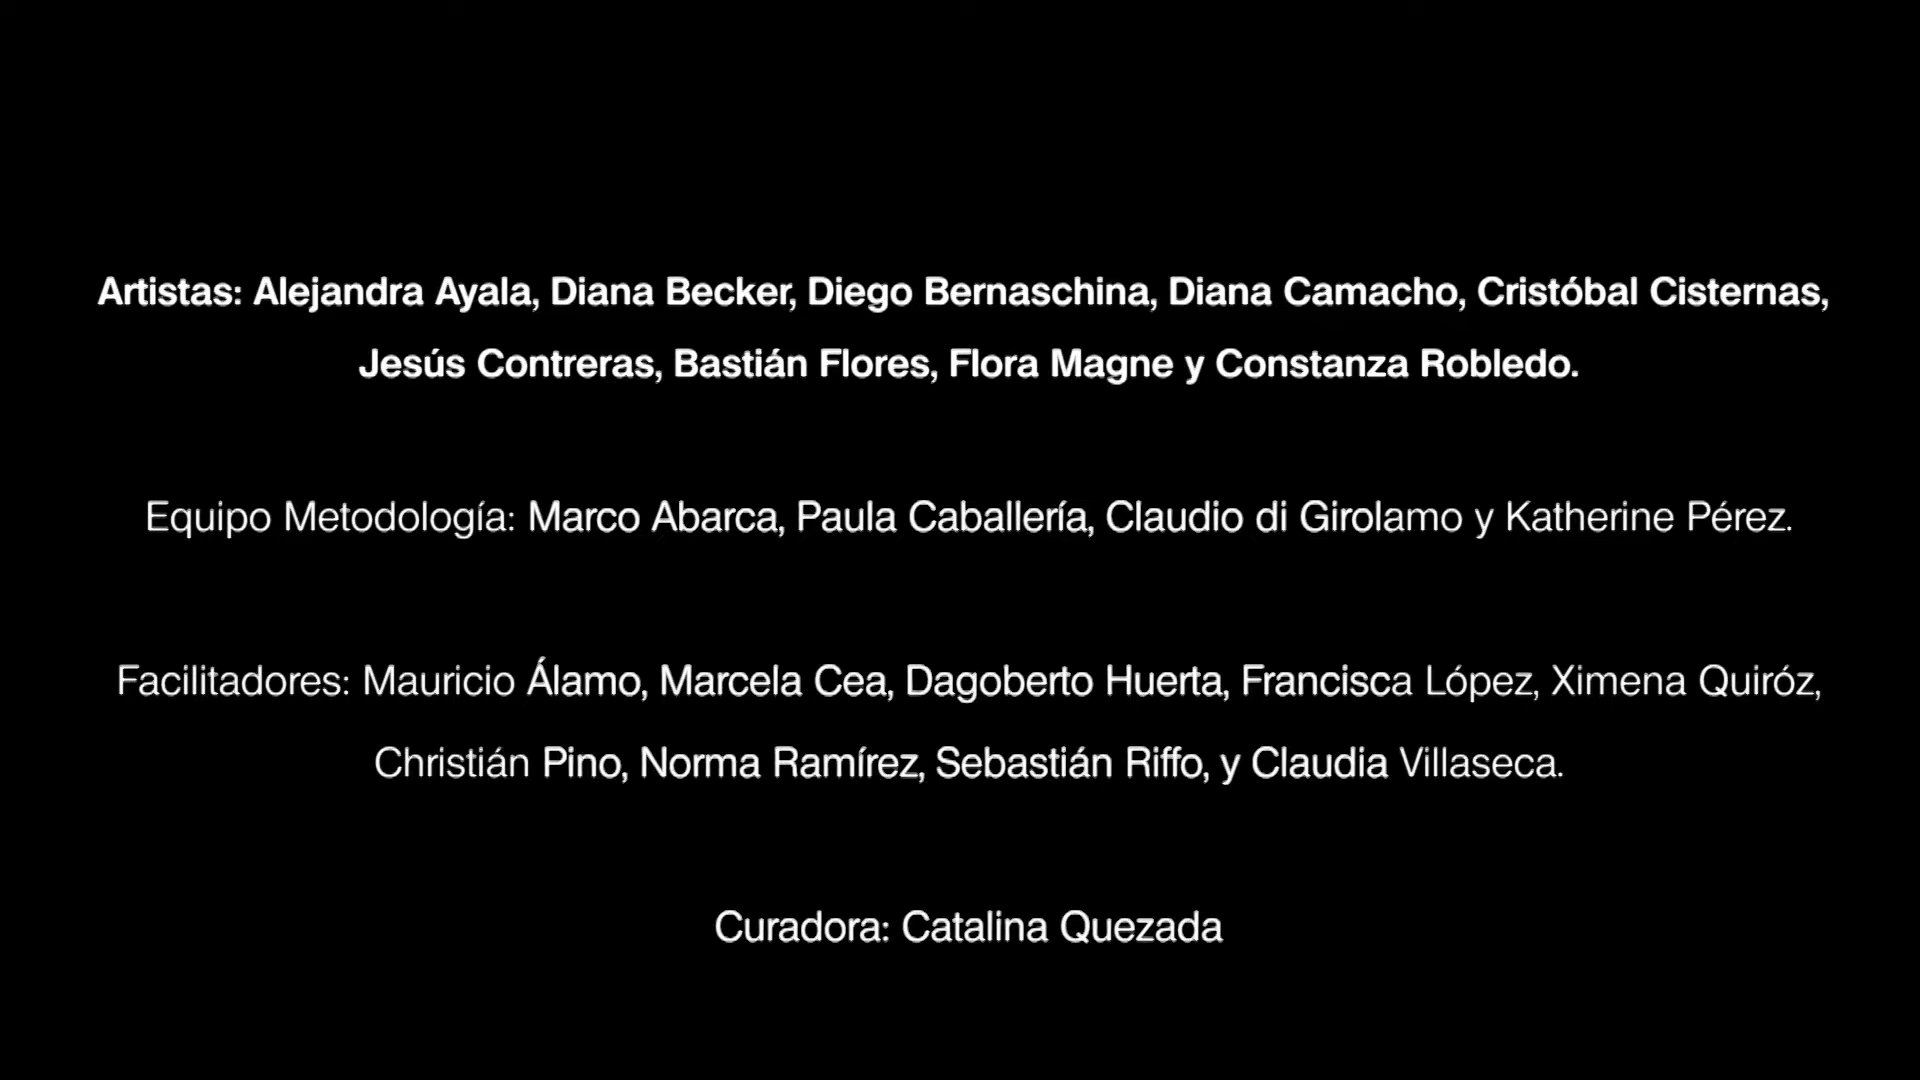 Artistas: Alejandra Ayala, Diana Becker, Diego Bernaschina, Diana Camacho, Cristóbal Cisternas,
Jesús Contreras, Bastián Flores, Flora Magne y Constanza Robledo.
Equipo Metodología: Marco Abarca, Paula Caballería, Claudio di Girolamo y Katherine Pérez.
Facilitadores: Mauricio Álamo, Marcela Cea, Dagoberto Huerta, Francisca López, Ximena Quiróz,
Christián Pino, Norma Ramírez, Sebastián Riffo, y Claudia Villaseca.
Curadora: Catalina Quezada